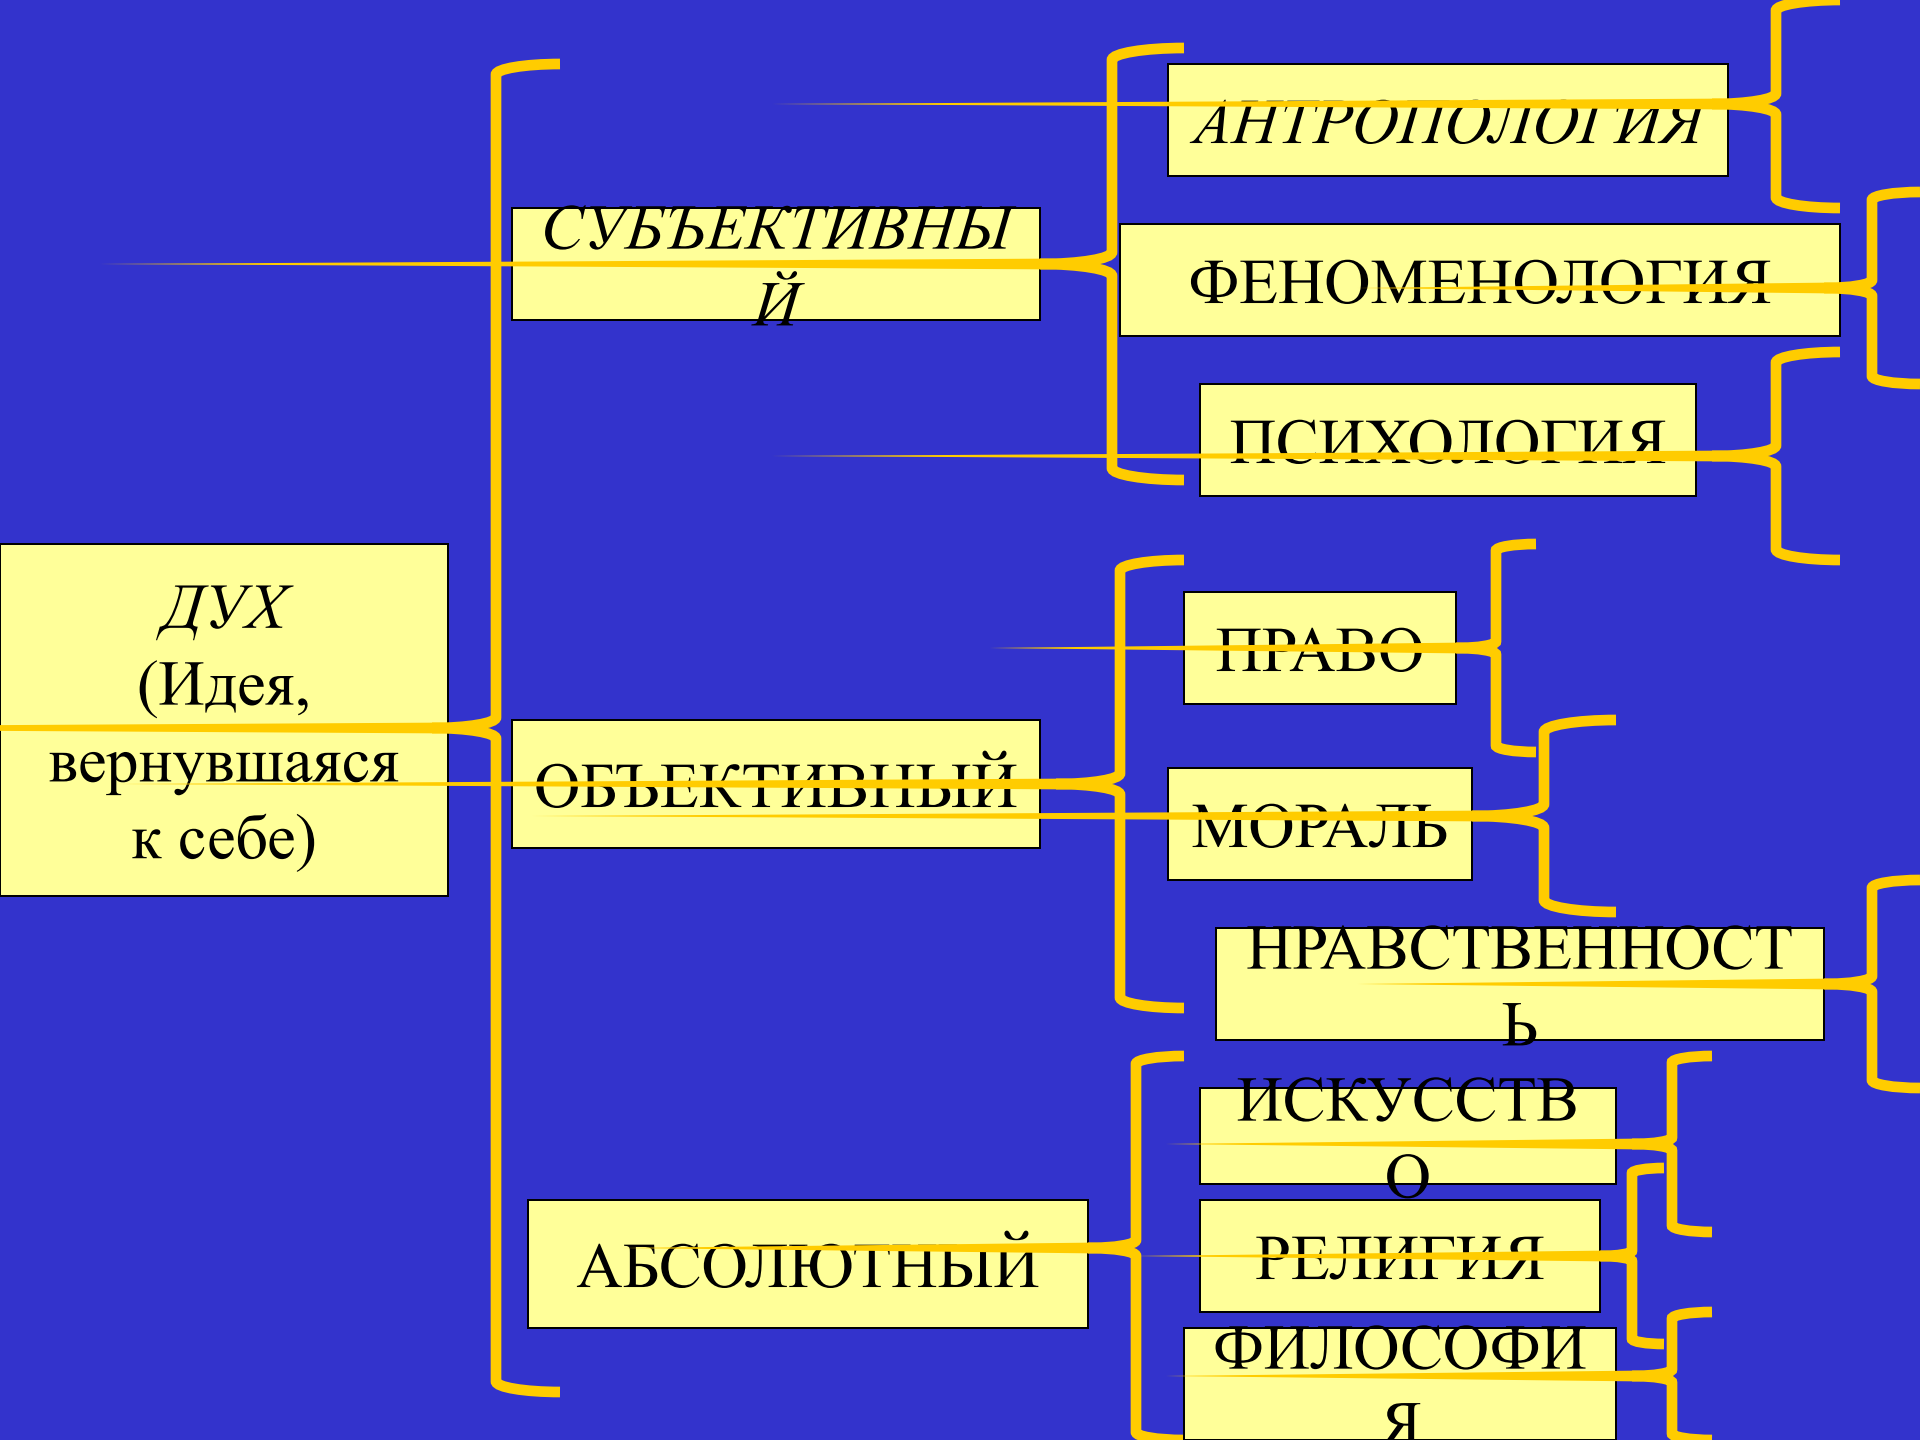 АНТРОПОЛОГИЯ
СУБЪЕКТИВНЫ
Й
ФЕНОМЕНОЛОГИЯ
ПСИХОЛОГИЯ
ДУХ
(Идея,
вернувшаяся
к себе)
ОБЪЕКТИВНЫЙ
ПРАВО
МОРАЛЬ
НРАВСТВЕННОСТ
Ь
АБСОЛЮТНЫЙ
ИСКУССТВ
О
РЕЛИГИЯ
ФИЛОСОФИ
Я